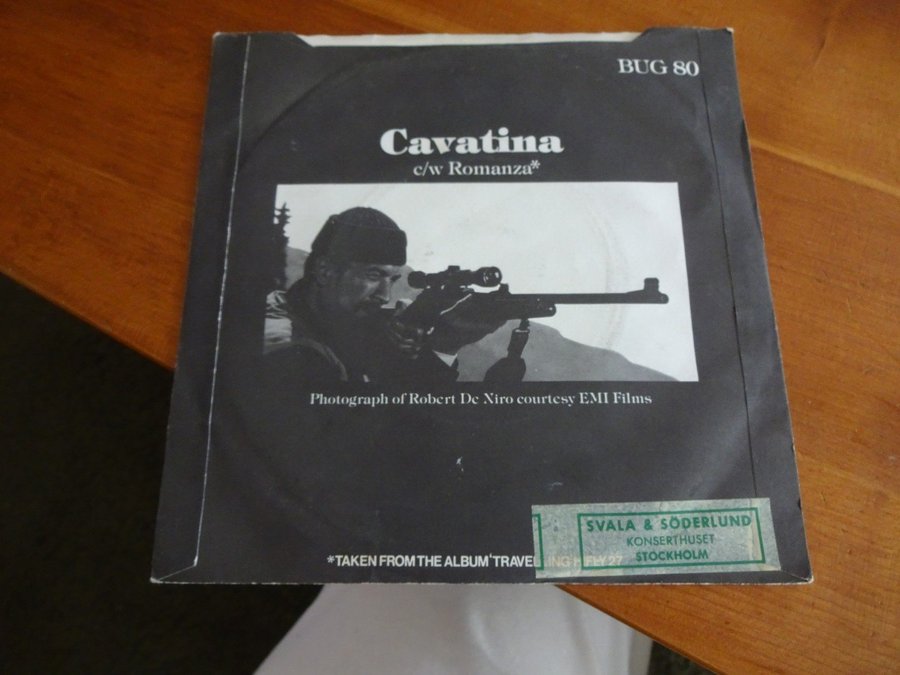 BUG 80
Cavatina
c/w Romanza*
Photograph of Robert De Niro courtesy EMI Films
SVALA & SÖDERLUND
KONSERTHUSET
STOCKHOLM
*TAKEN FROM THE ALBUM 'TRAVELLING' FLY 27